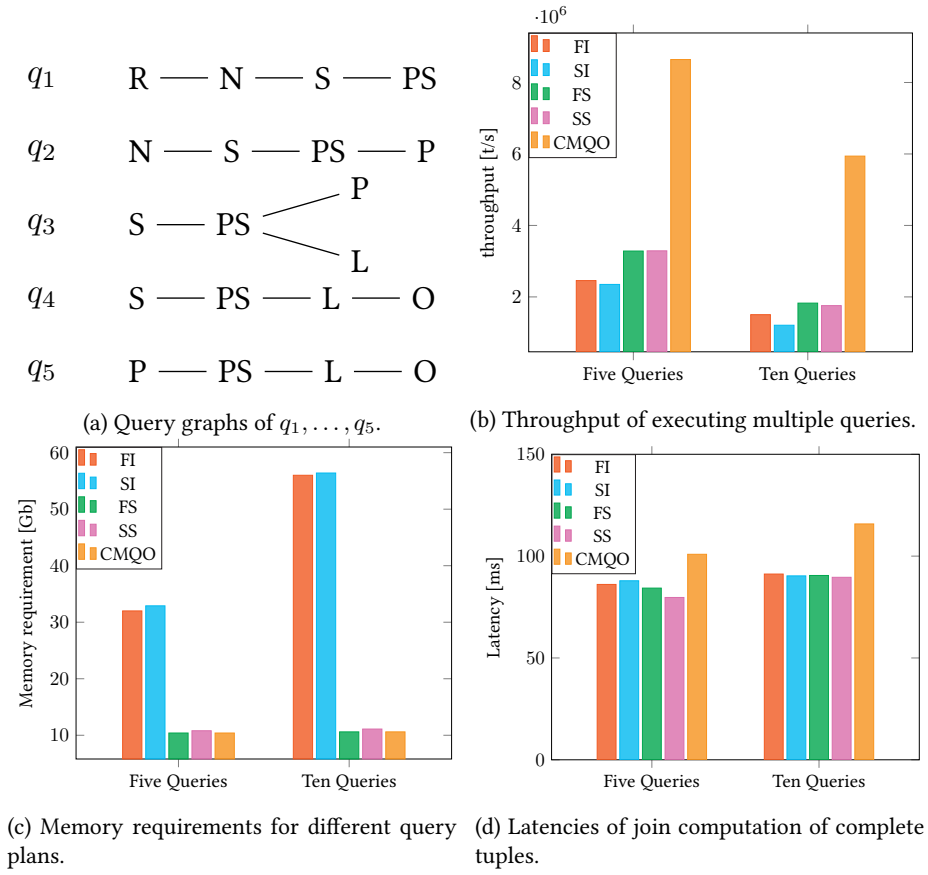 q1 R N S PS
q2 N S PS P
q3 S PS P L
q4 S PS L O
q5 P PS L O
(a) Query graphs of q1, . . . , q5.
·10^6
8
6
4
2
throughput [t/s]
FI
SI
FS
SS
CMQO
Five Queries Ten Queries
(b) Throughput of executing multiple queries.
60
50
40
30
20
10
Memory requirement [Gb]
FI
SI
FS
SS
CMQO
Five Queries Ten Queries
(c) Memory requirements for different query
plans.
150
100
50
0
Latency [ms]
FI
SI
FS
SS
CMQO
Five Queries Ten Queries
(d) Latencies of join computation of complete
tuples.